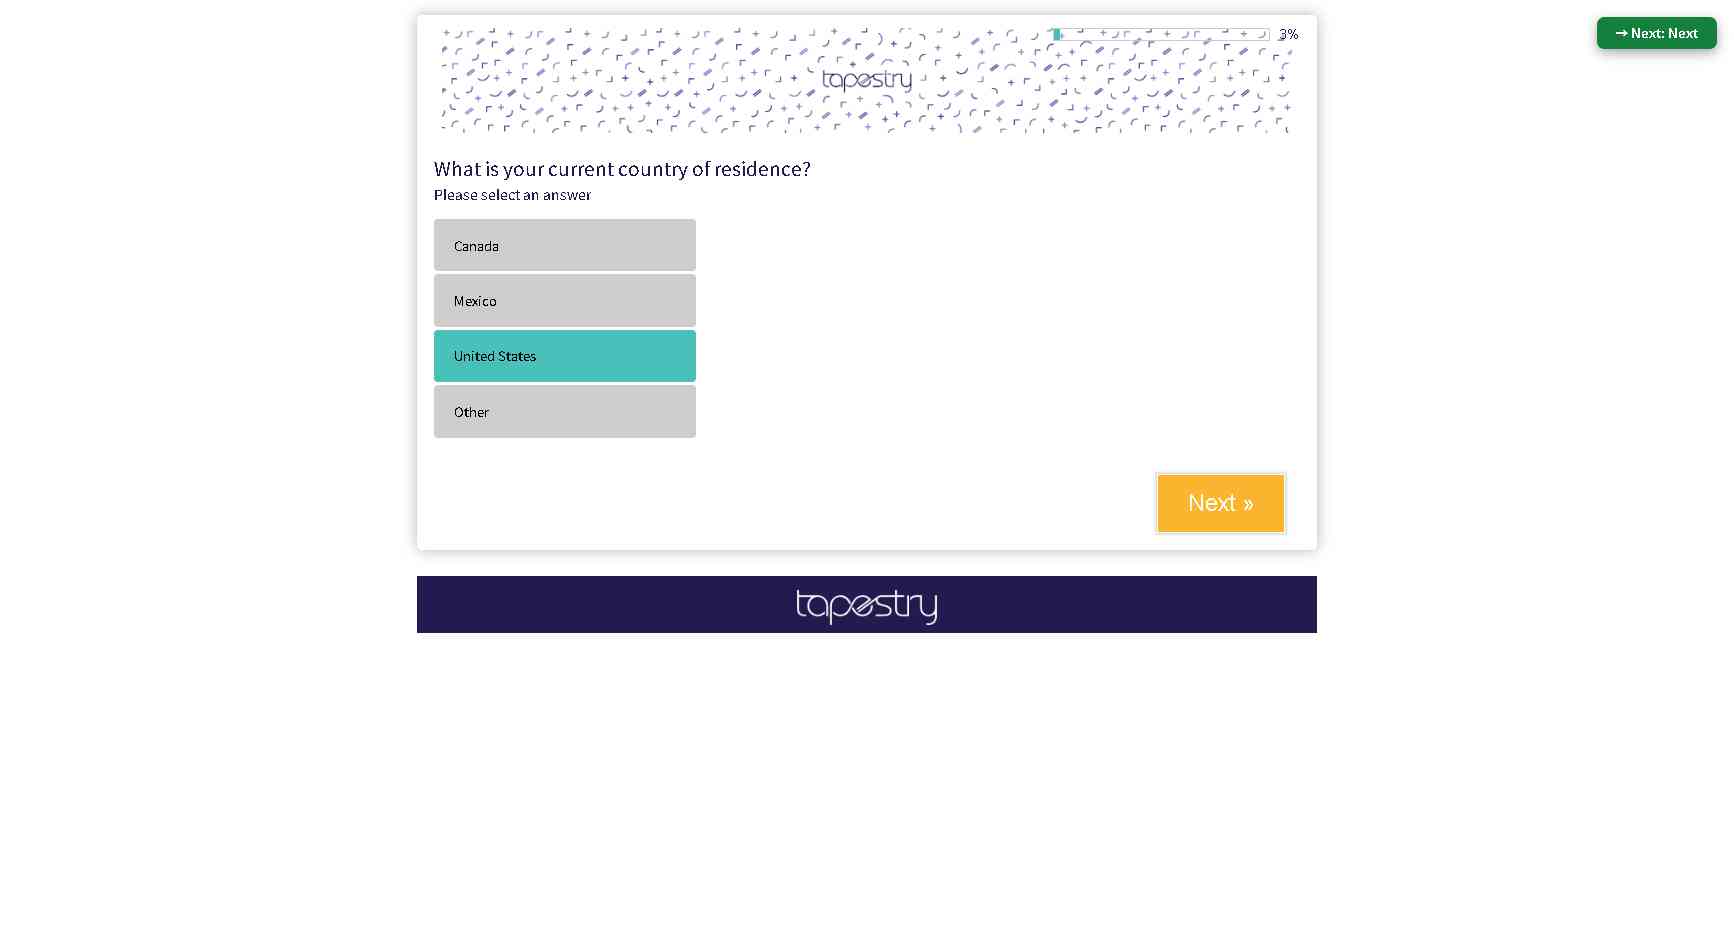 3%
→ Next: Next
tapestry
What is your current country of residence?
Please select an answer
Canada
Mexico
United States
Other
Next »
tapestry